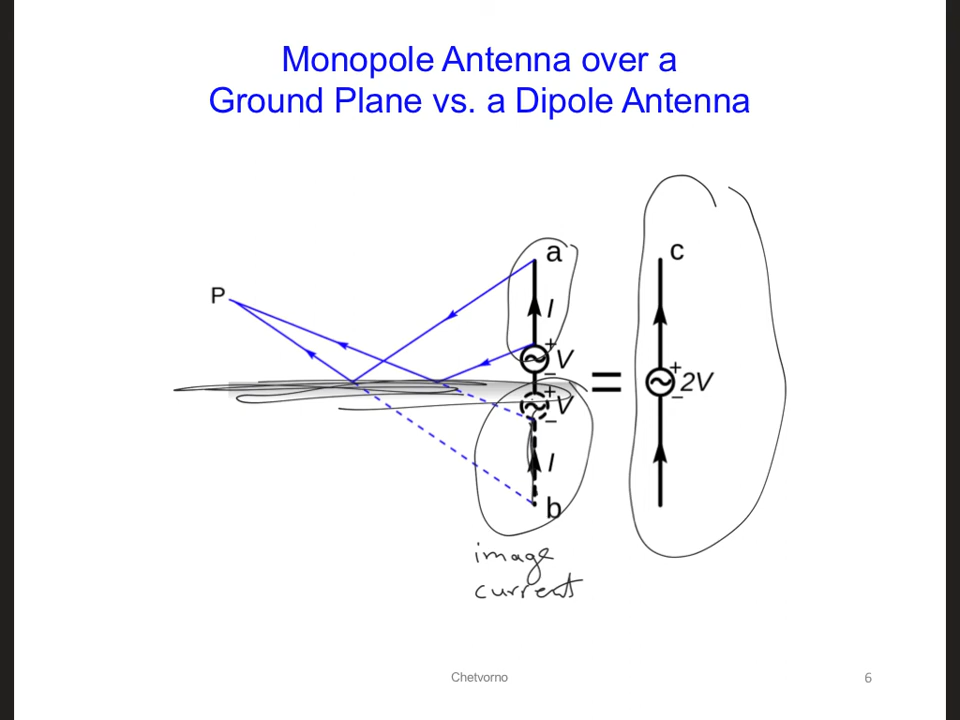 Monopole Antenna over a
Ground Plane vs. a Dipole Antenna
a
c
P
I
+
V
−
=
+
2V
−
+
V
−
I
b
image
current
Chetvorno
6